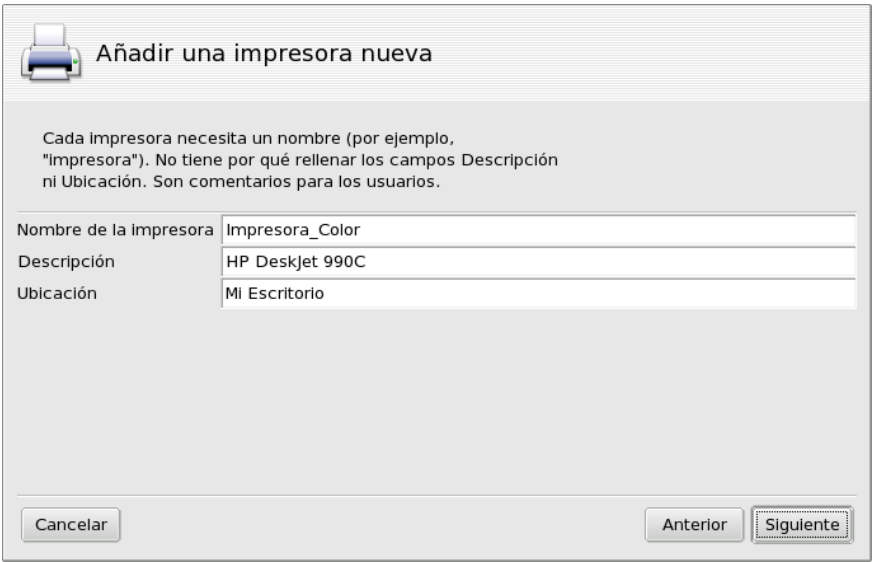 Añadir una impresora nueva
Cada impresora necesita un nombre (por ejemplo,
"impresora"). No tiene por qué rellenar los campos Descripción
ni Ubicación. Son comentarios para los usuarios.
Nombre de la impresora Impresora_Color
Descripción HP DeskJet 990C
Ubicación Mi Escritorio
Cancelar Anterior Siguiente